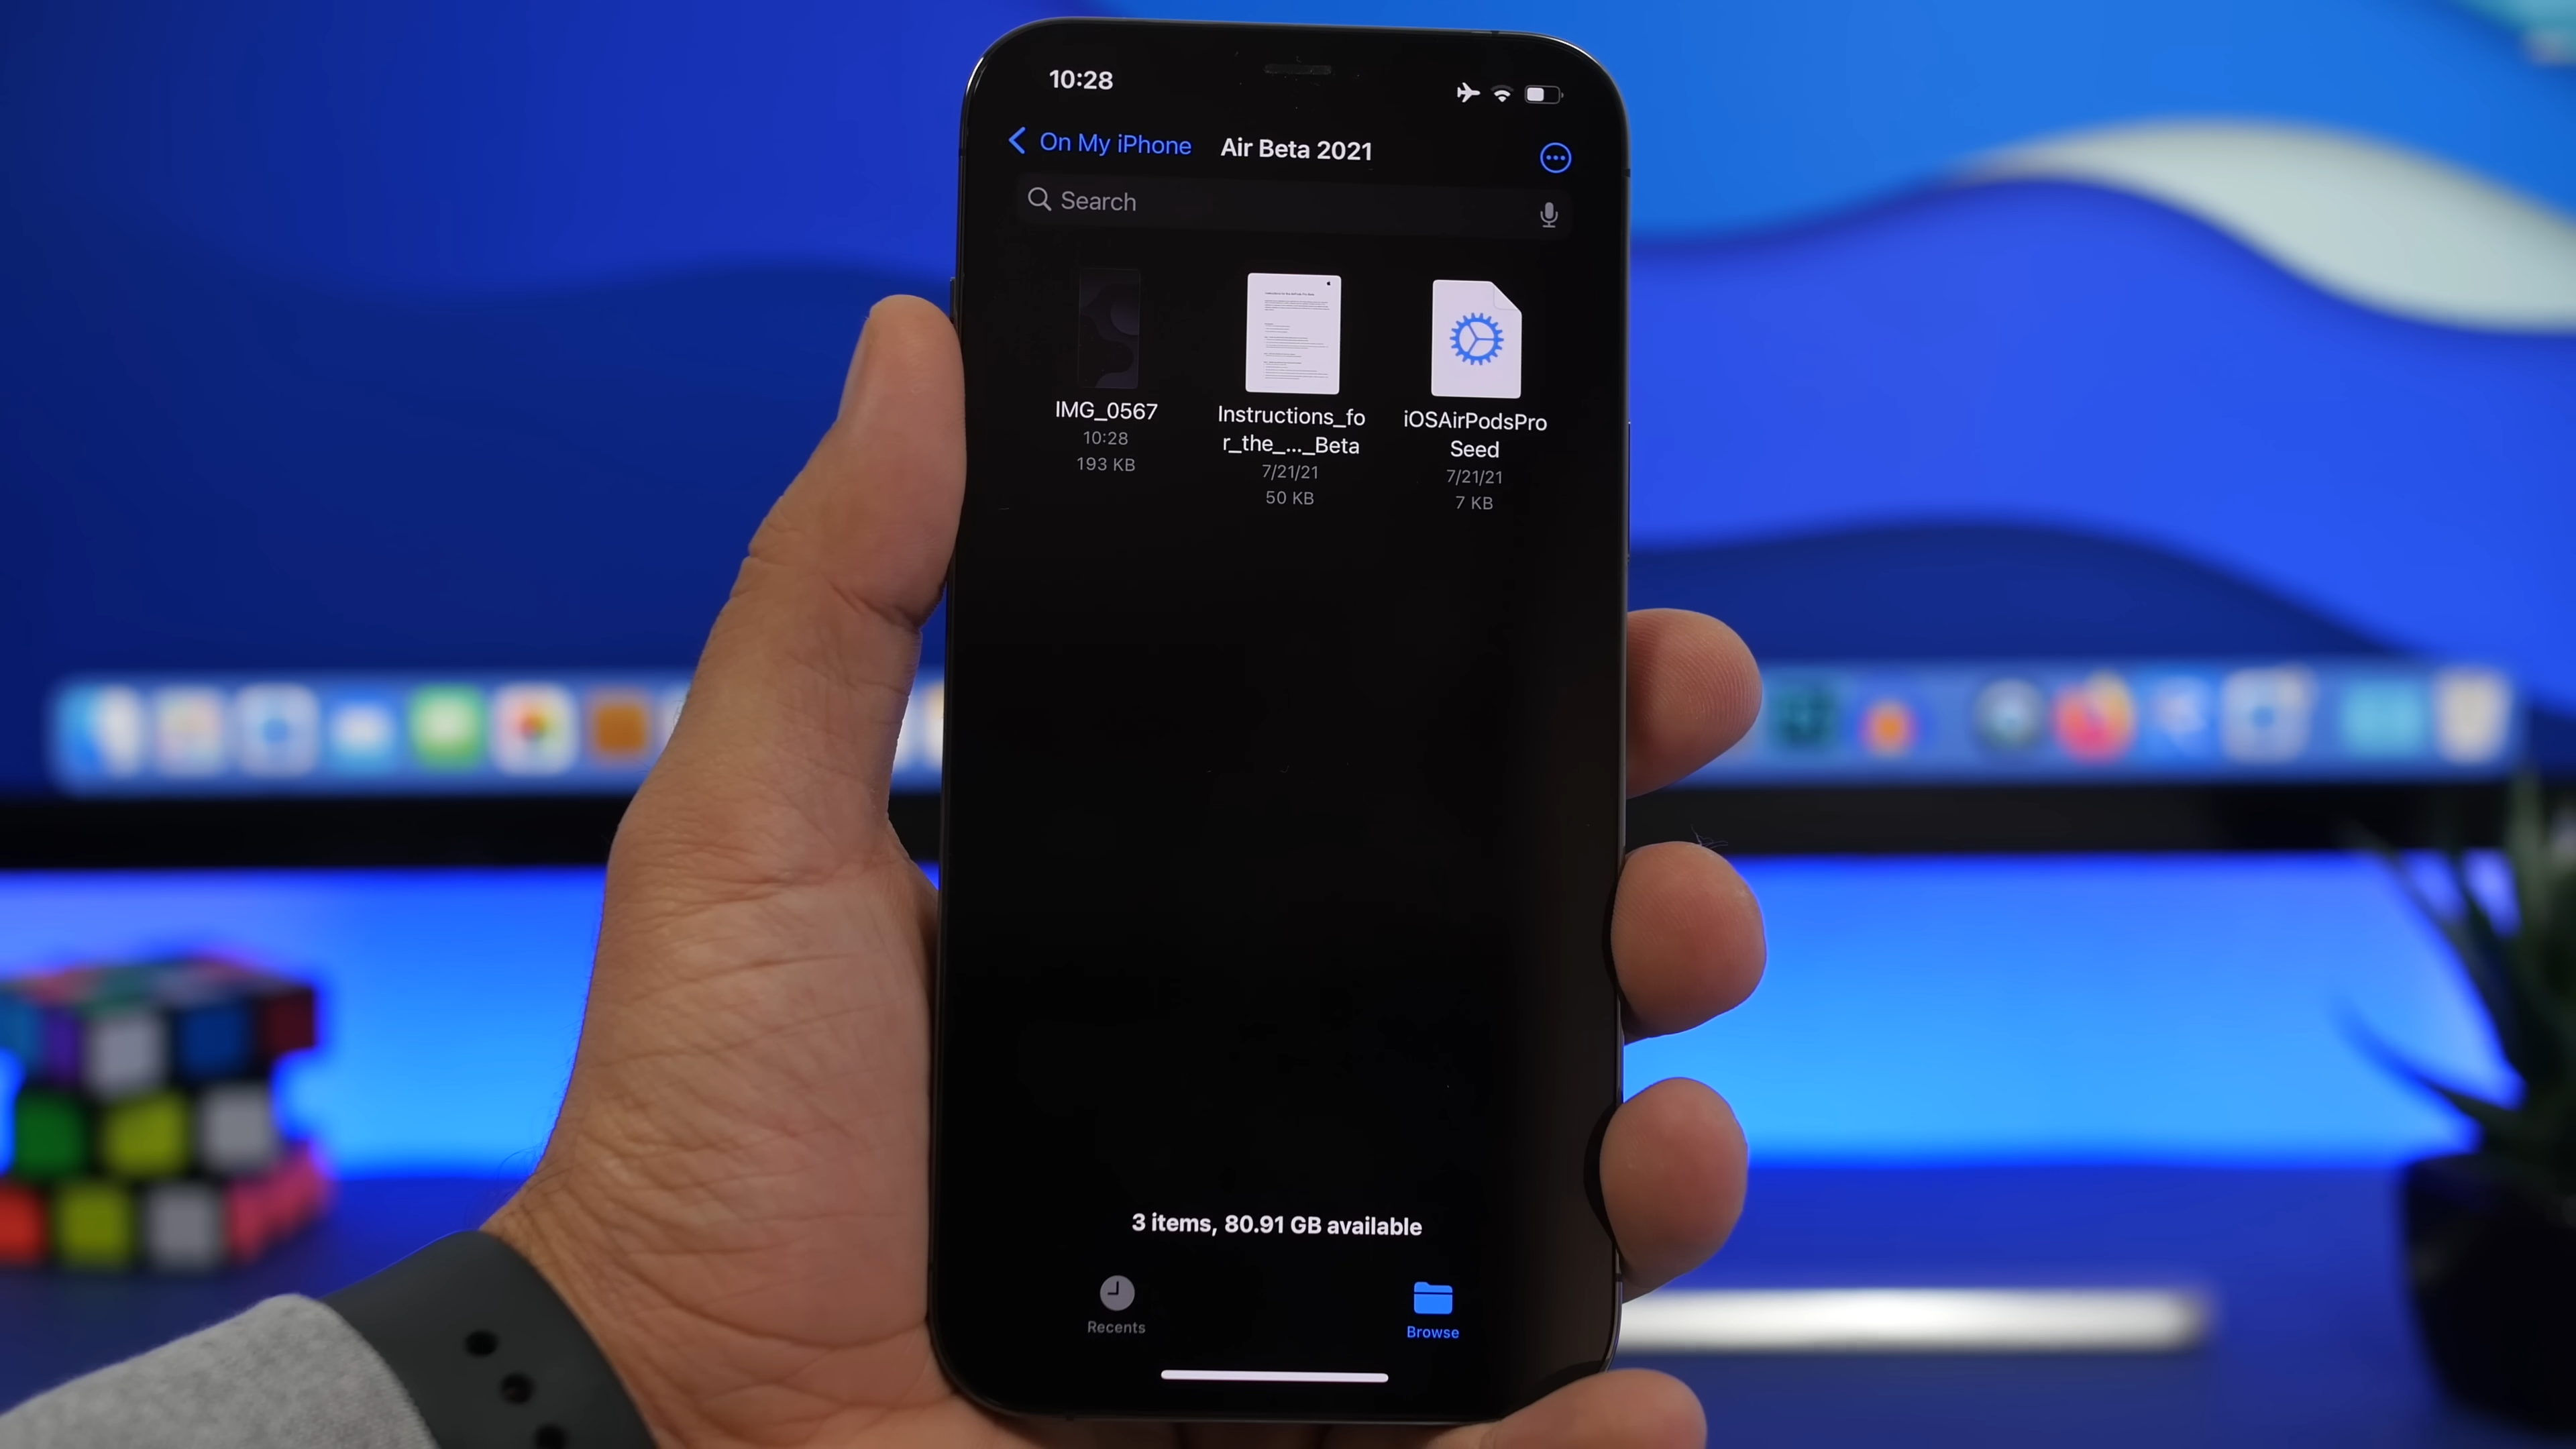 10:28
On My iPhone
Air Beta 2021
Search
IMG_0567
10:28
193 KB
Instructions_fo
r_the_..._Beta
7/21/21
50 KB
iOSAirPodsPro
Seed
7/21/21
7 KB
3 items, 80.91 GB available
Recents
Browse